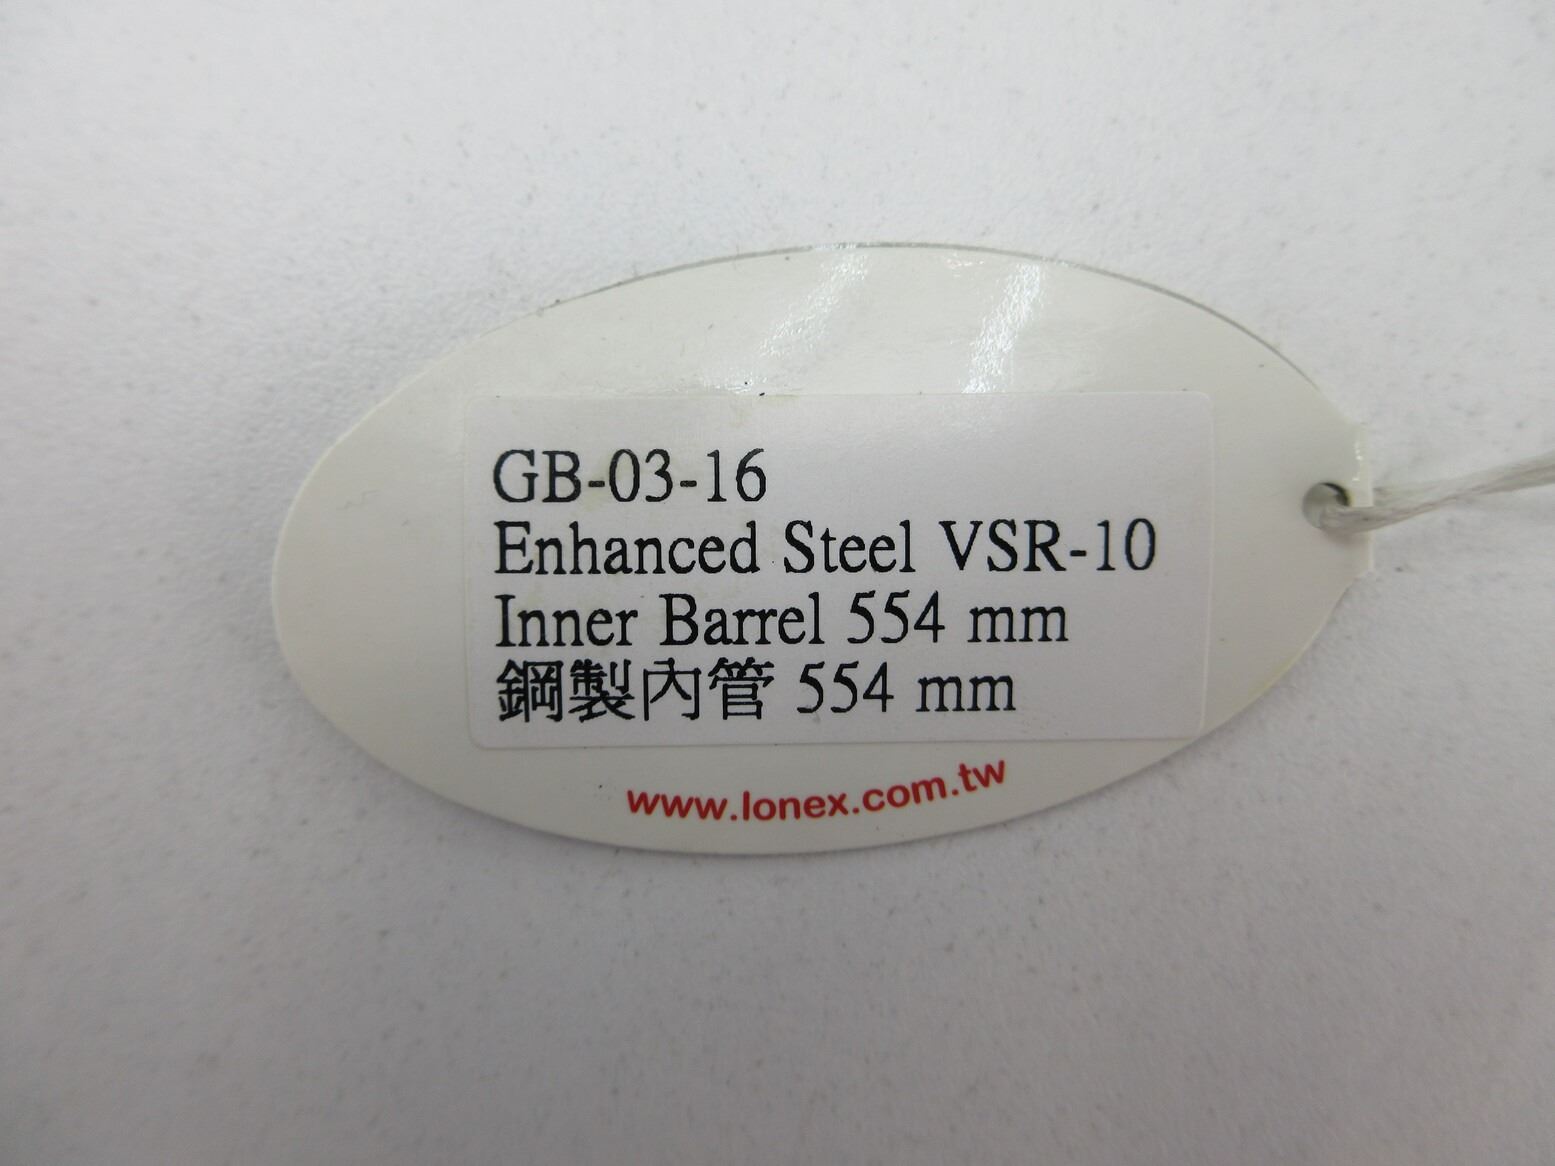 GB-03-16
Enhanced Steel VSR-10
Inner Barrel 554 mm
鋼製內管 554 mm
www.lonex.com.tw